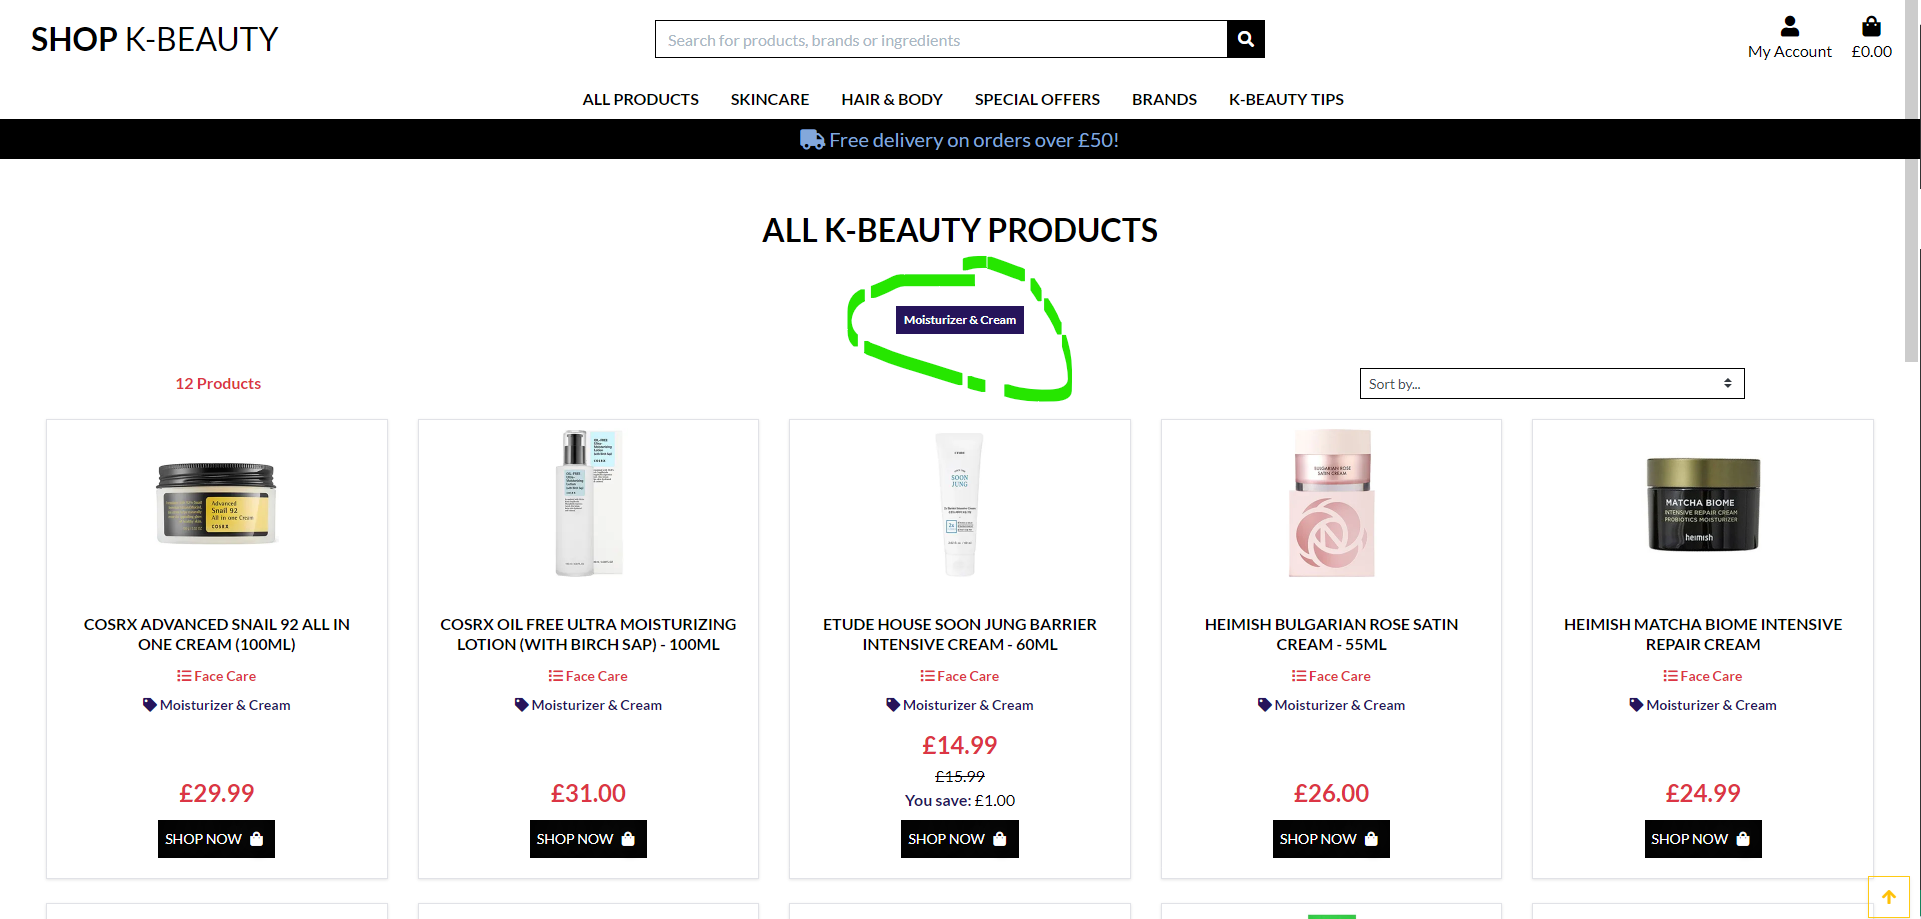 SHOP K-BEAUTY
Search for products, brands or ingredients
My Account
£0.00
ALL PRODUCTS SKINCARE HAIR & BODY SPECIAL OFFERS BRANDS K-BEAUTY TIPS
Free delivery on orders over £50!
ALL K-BEAUTY PRODUCTS
Moisturizer & Cream
12 Products
Sort by...
Advanced
Snail 92
All in one Cream
COSRX
COSRX ADVANCED SNAIL 92 ALL IN
ONE CREAM (100ML)
Face Care
Moisturizer & Cream
£29.99
SHOP NOW
OIL-FREE
Ultra-
Moisturizing
Lotion
COSRX
COSRX OIL FREE ULTRA MOISTURIZING
LOTION (WITH BIRCH SAP) - 100ML
Face Care
Moisturizer & Cream
£31.00
SHOP NOW
SOON
JUNG
ETUDE HOUSE SOON JUNG BARRIER
INTENSIVE CREAM - 60ML
Face Care
Moisturizer & Cream
£14.99
£15.99
You save: £1.00
SHOP NOW
BULGARIAN ROSE
SATIN CREAM
HEIMISH BULGARIAN ROSE SATIN
CREAM - 55ML
Face Care
Moisturizer & Cream
£26.00
SHOP NOW
MATCHA BIOME
INTENSIVE REPAIR CREAM
PROBIOTICS MOISTURIZER
heimish
HEIMISH MATCHA BIOME INTENSIVE
REPAIR CREAM
Face Care
Moisturizer & Cream
£24.99
SHOP NOW